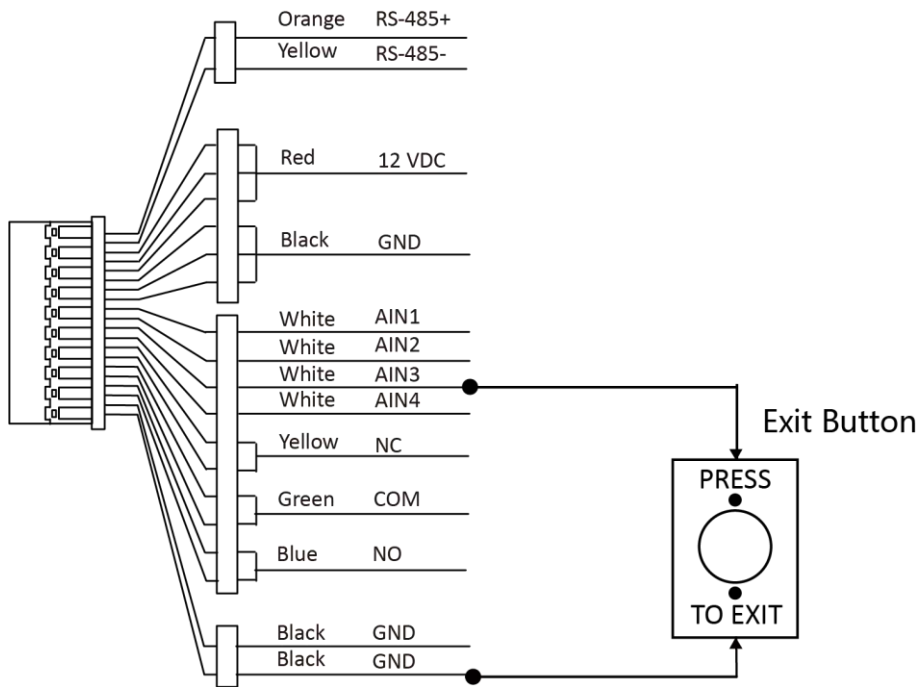 Orange RS-485+
Yellow RS-485-
Red 12 VDC
Black GND
White AIN1
White AIN2
White AIN3
White AIN4
Yellow NC
Green COM
Blue NO
Black GND
Black GND
Exit Button
PRESS
TO EXIT